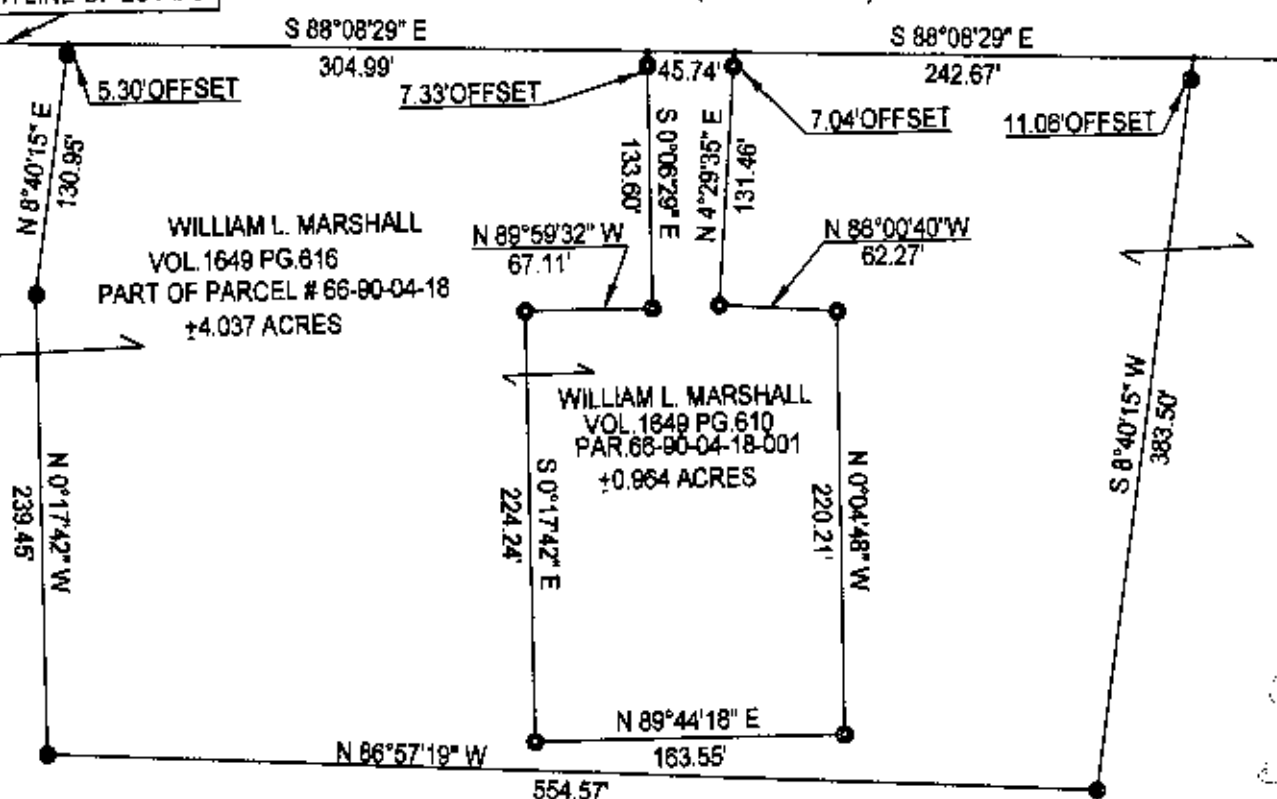 S 88°08'29" E
S 88°08'29" E
304.99'
45.74'
242.67'
5.30'OFFSET
7.33'OFFSET
7.04'OFFSET
11.06'OFFSET
N 8°40'15" E
130.95'
S 0°06'29" E
133.60'
N 4°29'35" E
131.46'
WILLIAM L. MARSHALL
VOL.1649 PG.616
PART OF PARCEL # 66-90-04-18
±4.037 ACRES
N 89°59'32" W
67.11'
N 86°00'40"W
62.27'
WILLIAM L. MARSHALL
VOL.1649 PG.610
PAR.66-90-04-18-001
±0.964 ACRES
S 8°40'15" W
383.50'
N 0°17'42" W
239.45'
S 0°17'42" E
224.24'
N 0°04'48" W
220.21'
N 89°44'18" E
163.55'
N 86°57'19" W
554.57'